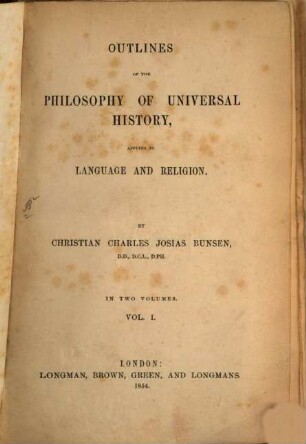 OUTLINES
OF THE
PHILOSOPHY OF UNIVERSAL
HISTORY,
APPLIED TO
LANGUAGE AND RELIGION.
BY
CHRISTIAN CHARLES JOSIAS BUNSEN,
D.D., D.C.L., D.PH.
IN TWO VOLUMES.
VOL. I.
LONDON:
LONGMAN, BROWN, GREEN, AND LONGMANS
1854.